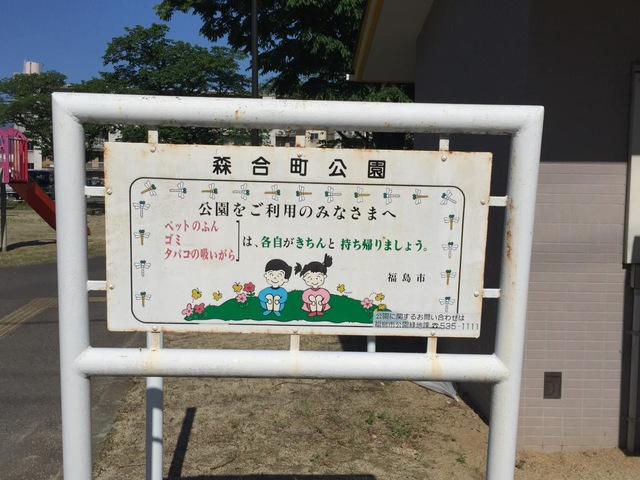 森合町公園
公園をご利用のみなさまへ
ペットのふん
ゴミ
タバコの吸いがら
は、各自がきちんと持ち帰りましょう。
福島市
公園に関するお問い合わせは
福島市公園緑地課 ☎535-1111